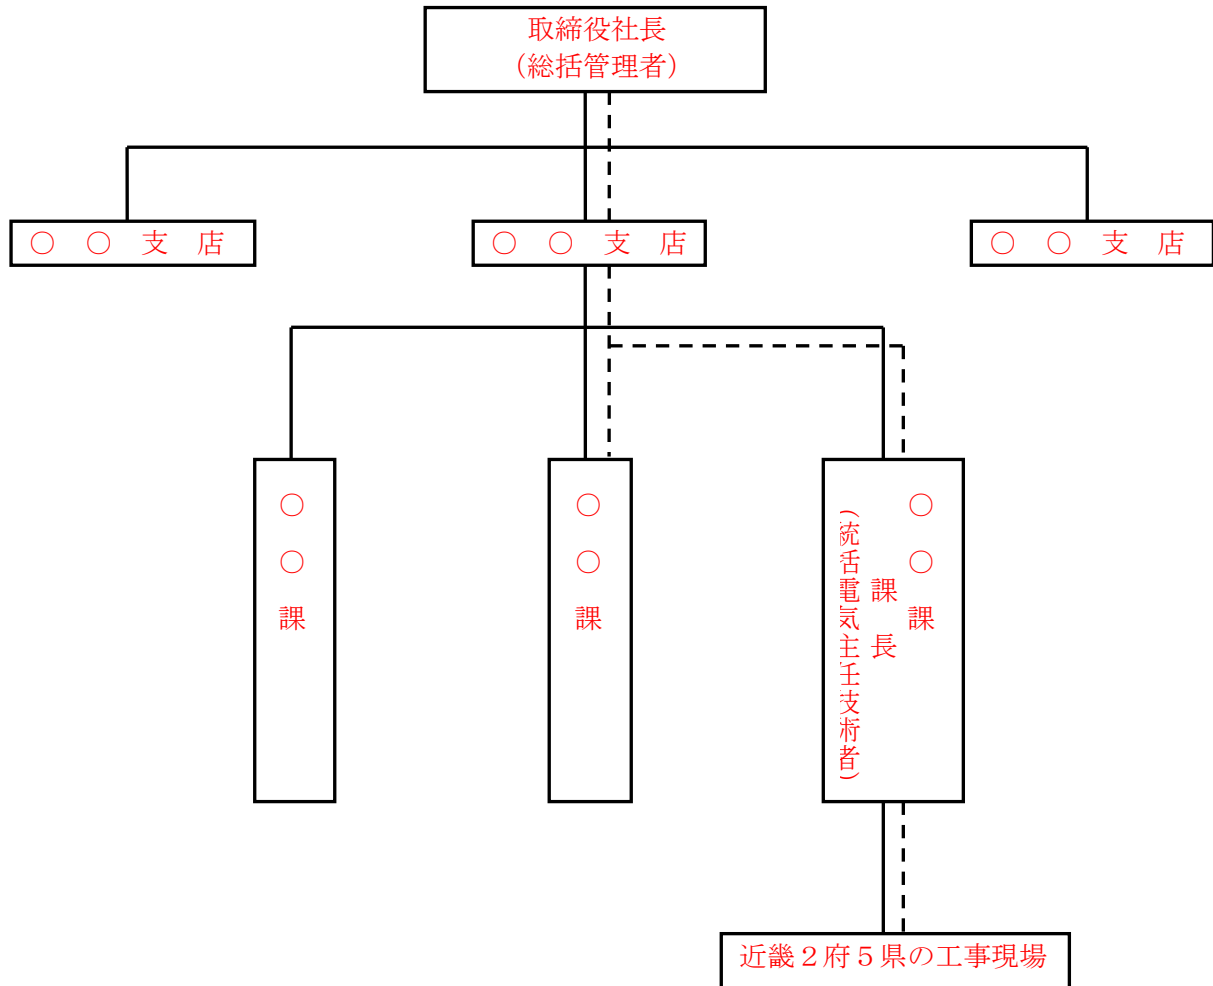 取締役社長
（総括管理者）
○　○　支　店
○　○　支　店
○　○　支　店
○○課
○○課
○○課
課長
（統括電気主任技術者）
近畿２府５県の工事現場